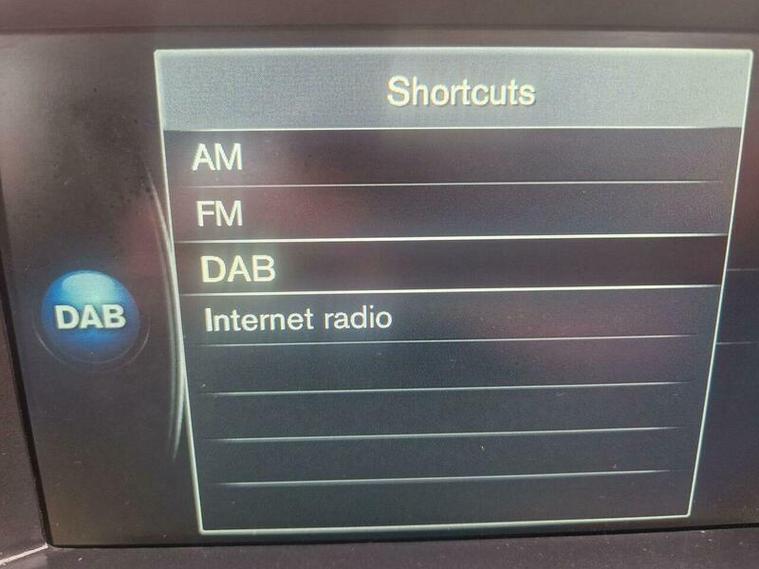 Shortcuts
AM
FM
DAB
DAB
Internet radio